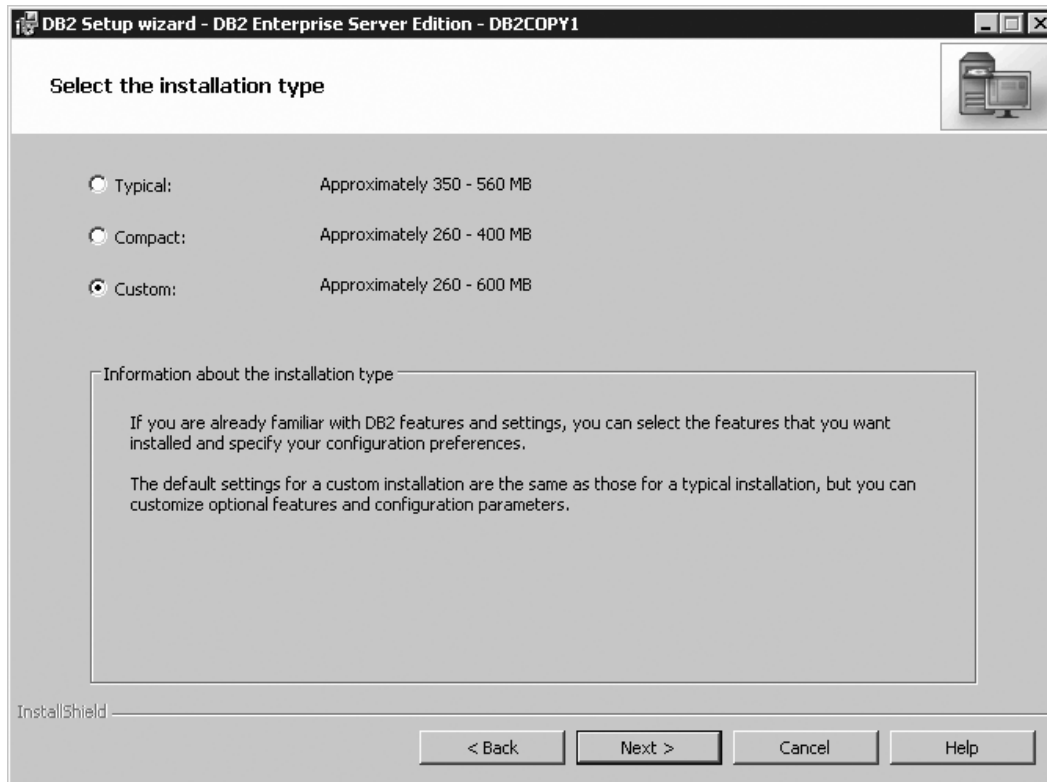 DB2 Setup wizard - DB2 Enterprise Server Edition - DB2COPY1
Select the installation type
Typical: Approximately 350 - 560 MB
Compact: Approximately 260 - 400 MB
Custom: Approximately 260 - 600 MB
Information about the installation type
If you are already familiar with DB2 features and settings, you can select the features that you want
installed and specify your configuration preferences.
The default settings for a custom installation are the same as those for a typical installation, but you can
customize optional features and configuration parameters.
InstallShield
< Back Next > Cancel Help